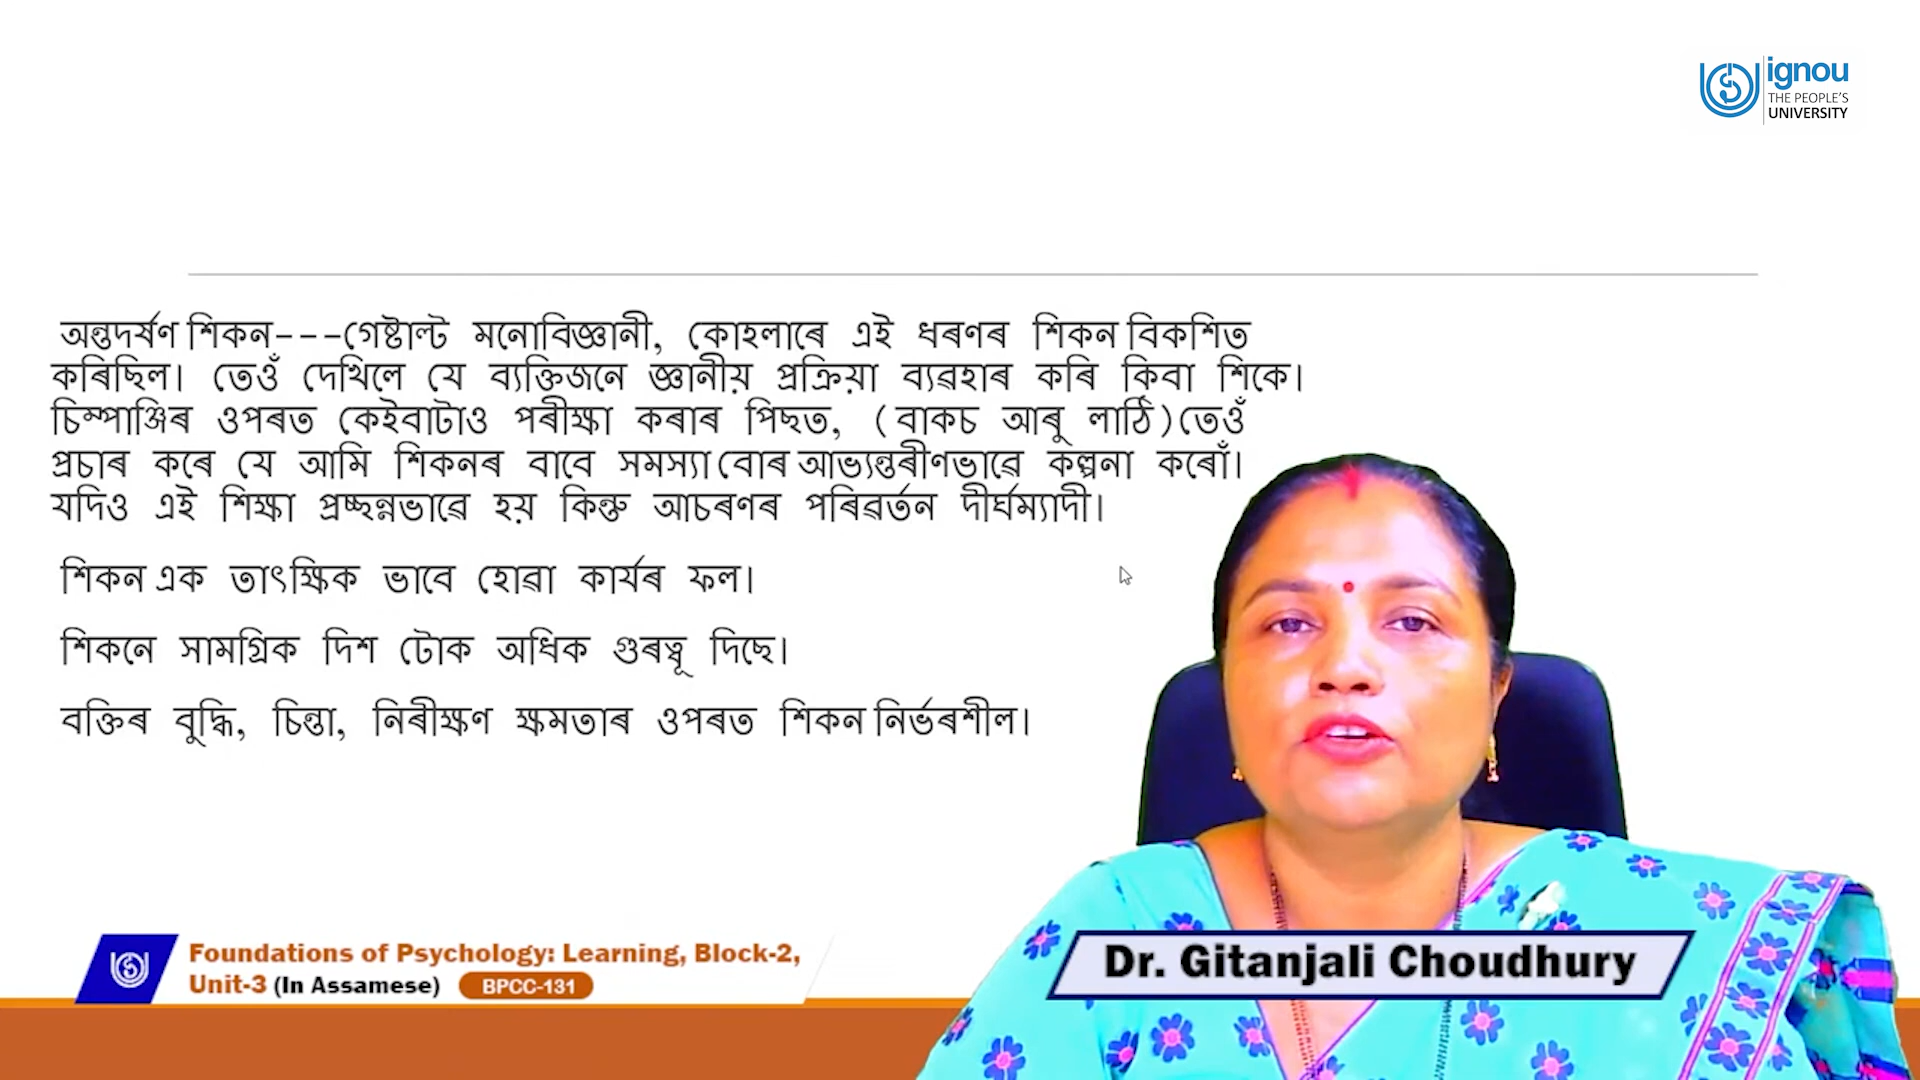 ignou
THE PEOPLE'S
UNIVERSITY
অন্তদৰ্ষণ শিকন---গেষ্টাল্ট মনোবিজ্ঞানী, কোহলাৰে এই ধৰণৰ শিকন বিকশিত
কৰিছিল। তেওঁ দেখিলে যে ব্যক্তিজনে জ্ঞানীয় প্ৰক্ৰিয়া ব্যৱহাৰ কৰি কিবা শিকে।
চিম্পাঞ্জিৰ ওপৰত কেইবাটাও পৰীক্ষা কৰাৰ পিছত, (বাকচ আৰু লাঠি)তেওঁ
প্ৰচাৰ কৰে যে আমি শিকনৰ বাবে সমস্যা বোৰ আভ্যন্তৰীণভাৱে কল্পনা কৰোঁ।
যদিও এই শিক্ষা প্ৰচ্ছন্নভাৱে হয় কিন্তু আচৰণৰ পৰিৱৰ্তন দীৰ্ঘম্যাদী।
শিকন এক তাৎক্ষিক ভাবে হোৱা কাৰ্যৰ ফল।
শিকনে সামগ্ৰিক দিশ টোক অধিক গুৰত্বূ দিছে।
বক্তিৰ বুদ্ধি, চিন্তা, নিৰীক্ষণ ক্ষমতাৰ ওপৰত শিকন নিৰ্ভৰশীল।
Foundations of Psychology: Learning, Block-2,
Unit-3 (In Assamese) BPCC-131
Dr. Gitanjali Choudhury